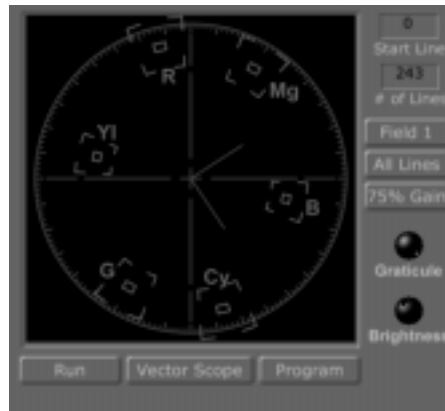 0
Start Line
243
# of Lines
Field 1
All Lines
75% Gain
Graticule
Brightness
R
Mg
Yl
B
G
Cy
Run
Vector Scope
Program